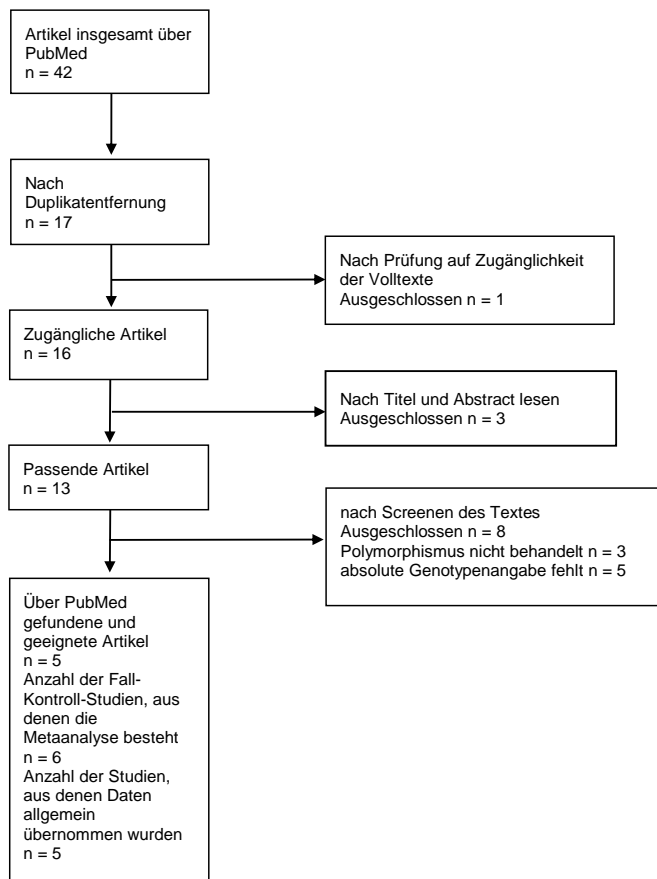 Artikel insgesamt über
PubMed
n = 42
Nach
Duplikatentfernung
n = 17
Nach Prüfung auf Zugänglichkeit
der Volltexte
Ausgeschlossen n = 1
Zugängliche Artikel
n = 16
Nach Titel und Abstract lesen
Ausgeschlossen n = 3
Passende Artikel
n = 13
nach Screenen des Textes
Ausgeschlossen n = 8
Polymorphismus nicht behandelt n = 3
absolute Genotypenangabe fehlt n = 5
Über PubMed
gefundene und
geeignete Artikel
n = 5
Anzahl der Fall-
Kontroll-Studien, aus
denen die
Metaanalyse besteht
n = 6
Anzahl der Studien,
aus denen Daten
allgemein
übernommen wurden
n = 5